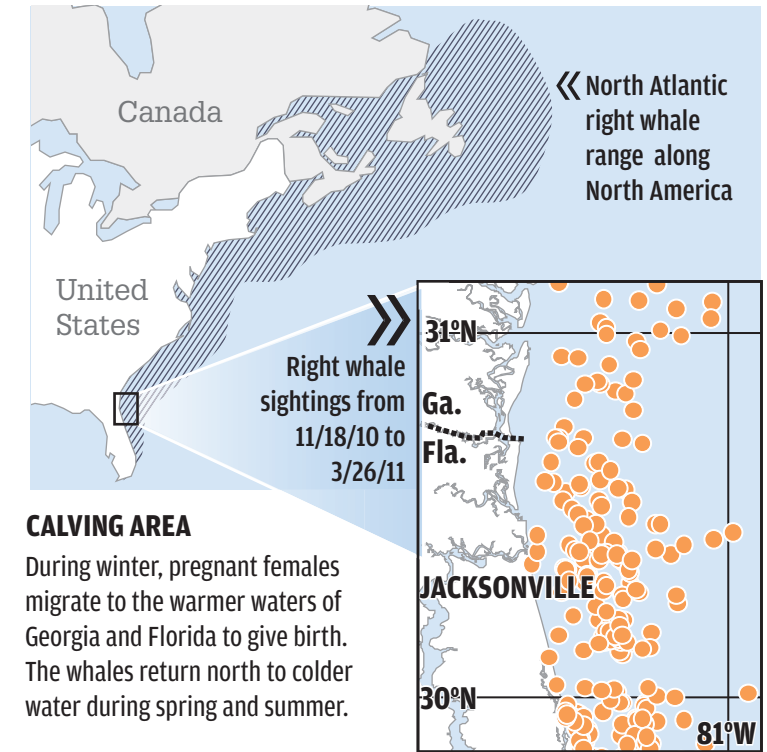 Canada
North Atlantic
right whale
range along
North America
United
States
Right whale
sightings from
11/18/10 to
3/26/11
31ºN
Ga.
Fla.
JACKSONVILLE
30ºN
81ºW
CALVING AREA
During winter, pregnant females
migrate to the warmer waters of
Georgia and Florida to give birth.
The whales return north to colder
water during spring and summer.